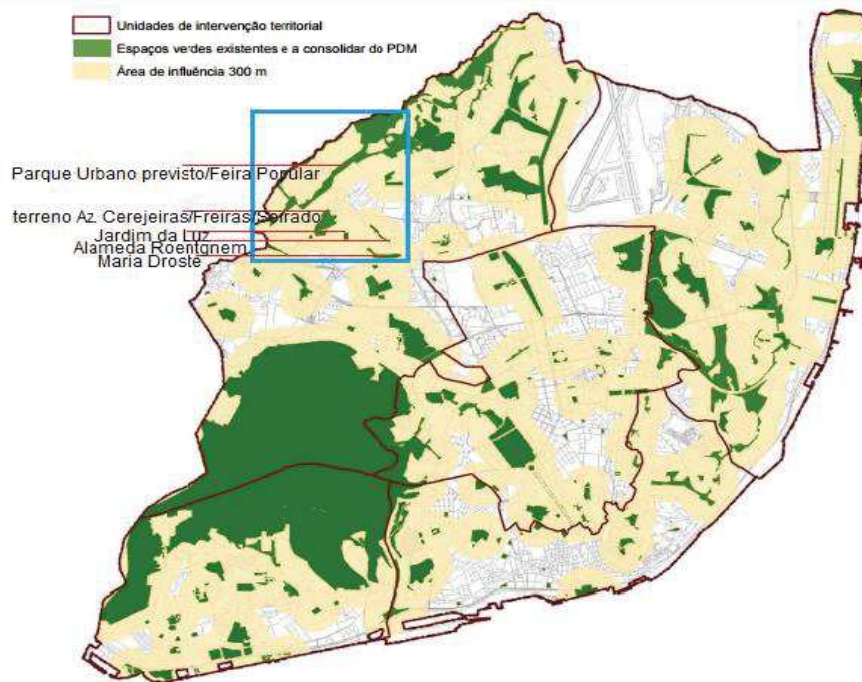 Unidades de intervenção territorial
Espaços verdes existentes e a consolidar do PDM
Área de influência 300 m
Parque Urbano previsto/Feira Popular
terreno Az. Cerejeiras/Freiras/Seirado
Jardim da Luz
Alameda Roentgnem
Maria Droste